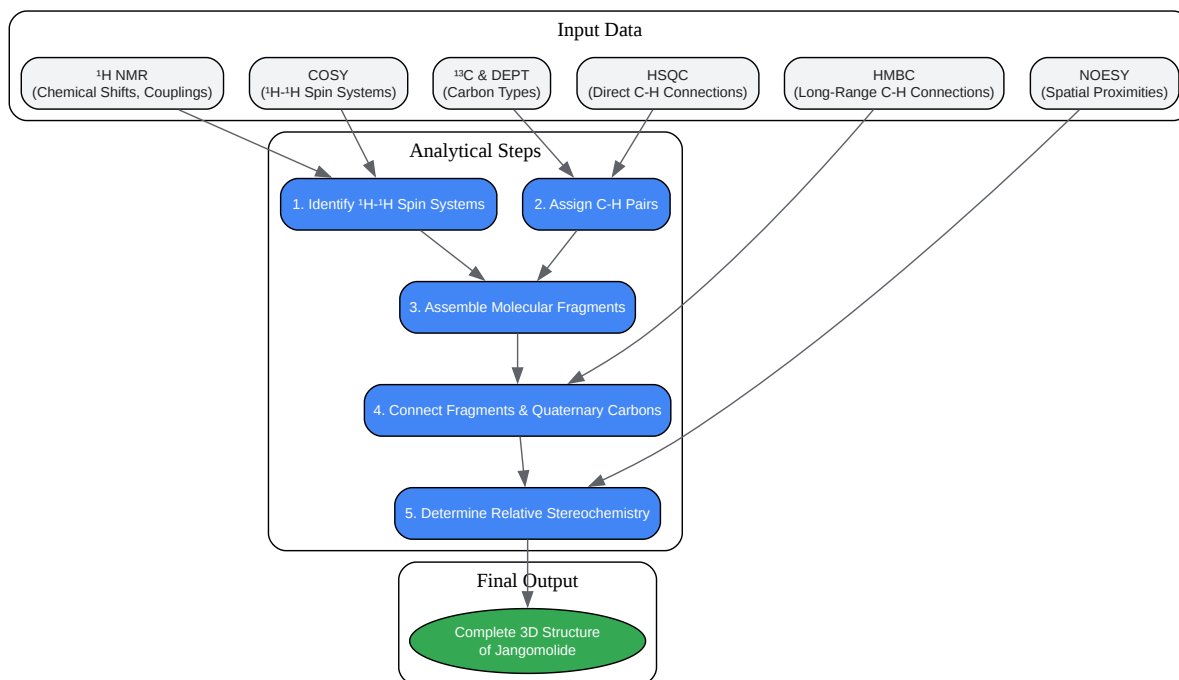 Input Data
¹H NMR
(Chemical Shifts, Couplings)
COSY
(¹H-¹H Spin Systems)
¹³C & DEPT
(Carbon Types)
HSQC
(Direct C-H Connections)
HMBC
(Long-Range C-H Connections)
NOESY
(Spatial Proximities)
Analytical Steps
1. Identify ¹H-¹H Spin Systems
2. Assign C-H Pairs
3. Assemble Molecular Fragments
4. Connect Fragments & Quaternary Carbons
5. Determine Relative Stereochemistry
Final Output
Complete 3D Structure
of Jangomolide